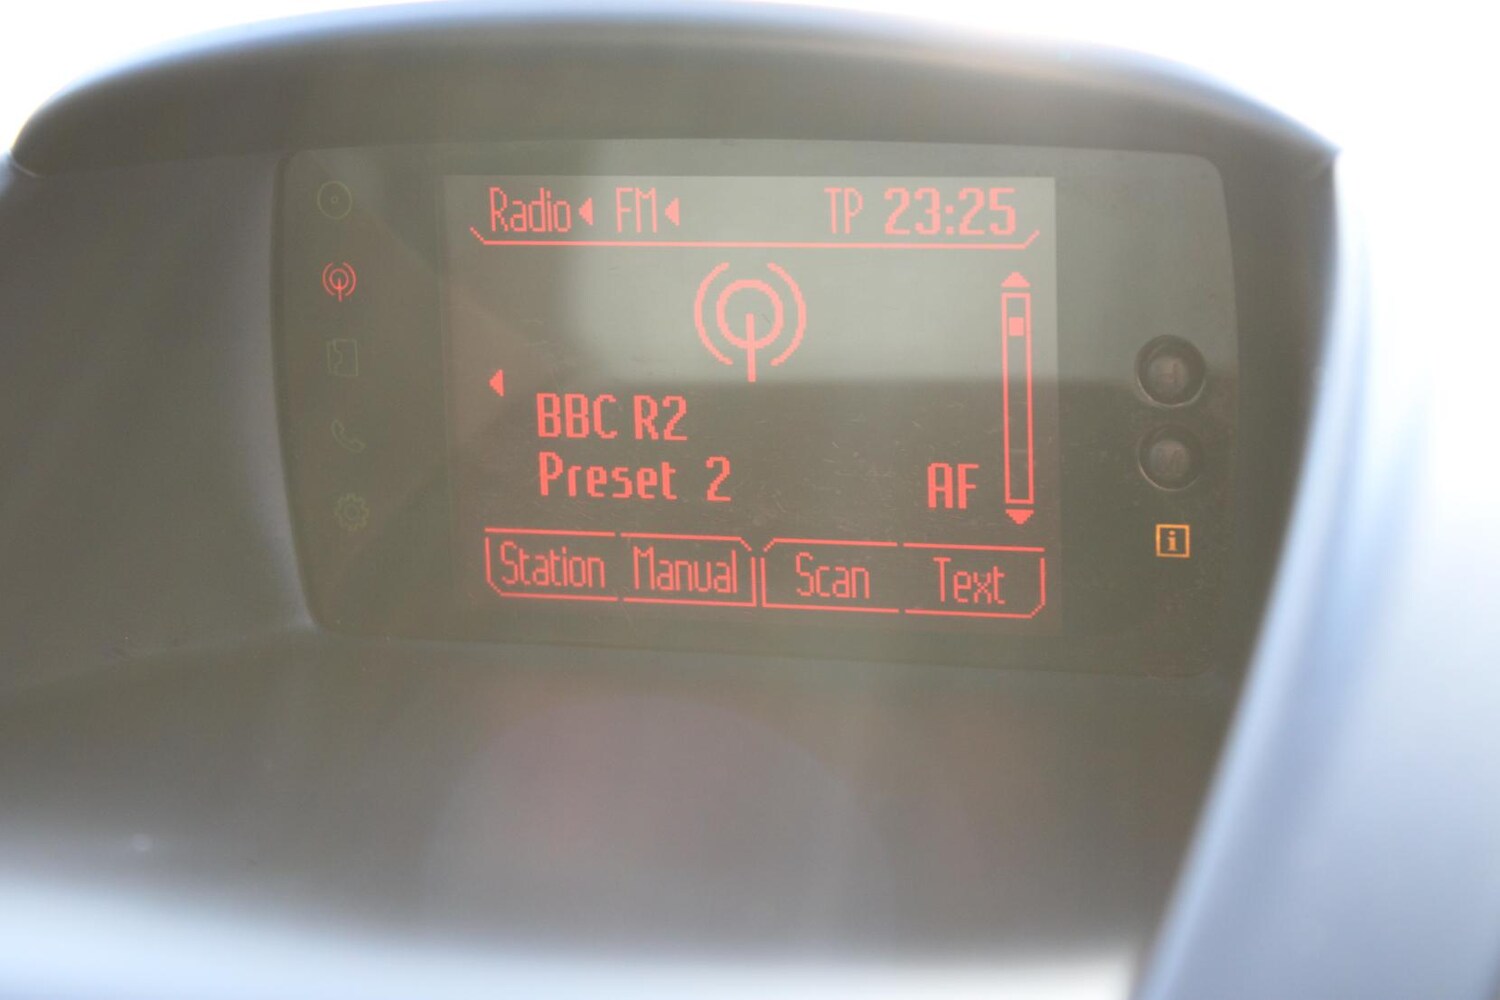 Radio FM TP 23:25
BBC R2
Preset 2 AF
Station Manual Scan Text
i